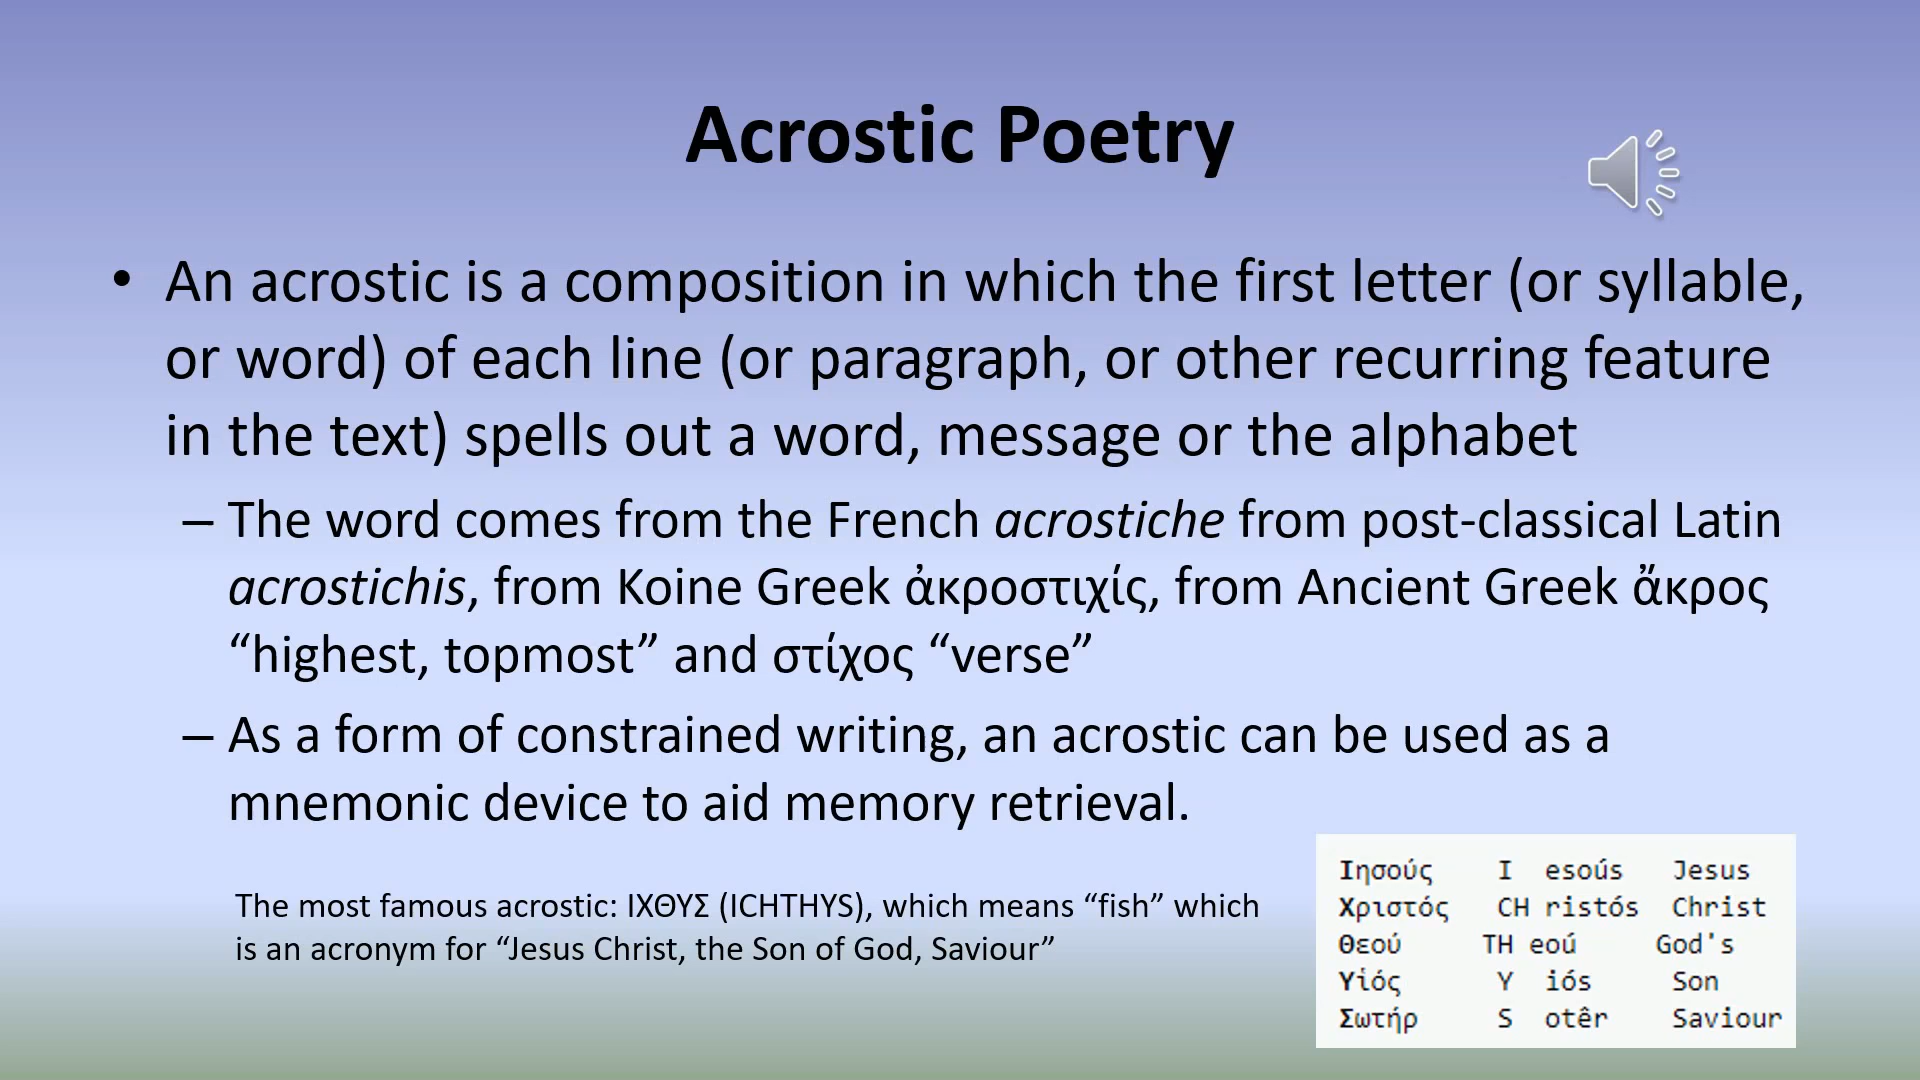 Acrostic Poetry
• An acrostic is a composition in which the first letter (or syllable,
or word) of each line (or paragraph, or other recurring feature
in the text) spells out a word, message or the alphabet
– The word comes from the French acrostiche from post-classical Latin
acrostichis, from Koine Greek ἀκροστιχίς, from Ancient Greek ἄκρος
“highest, topmost” and στίχος “verse”
– As a form of constrained writing, an acrostic can be used as a
mnemonic device to aid memory retrieval.
The most famous acrostic: ΙΧΘΥΣ (ICHTHYS), which means “fish” which
is an acronym for “Jesus Christ, the Son of God, Saviour”
Ιησούς I esoús Jesus
Χριστός CH ristós Christ
Θεού TH eoú God's
Υἱός Y iós Son
Σωτήρ S otêr Saviour